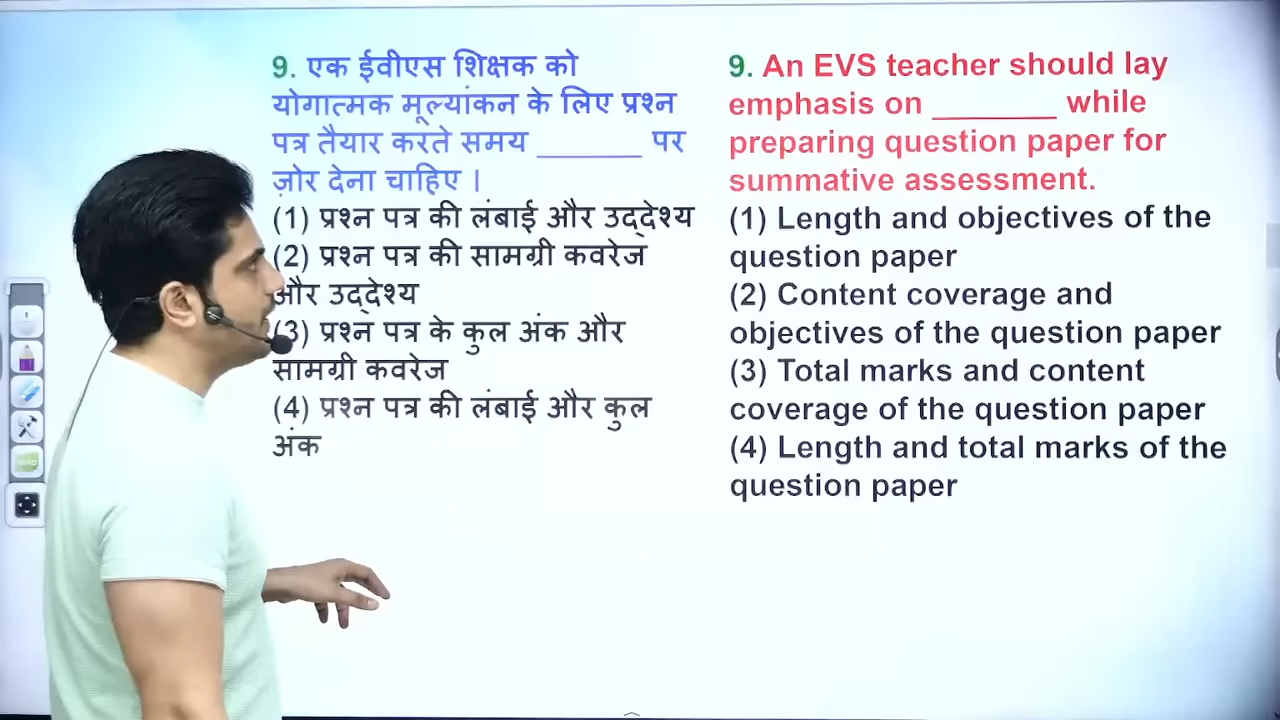 9. एक ईवीएस शिक्षक को
योगात्मक मूल्यांकन के लिए प्रश्न
पत्र तैयार करते समय _______ पर
ज़ोर देना चाहिए |
(1) प्रश्न पत्र की लंबाई और उद्देश्य
(2) प्रश्न पत्र की सामग्री कवरेज
और उद्देश्य
(3) प्रश्न पत्र के कुल अंक और
सामग्री कवरेज
(4) प्रश्न पत्र की लंबाई और कुल
अंक
9. An EVS teacher should lay
emphasis on ________ while
preparing question paper for
summative assessment.
(1) Length and objectives of the
question paper
(2) Content coverage and
objectives of the question paper
(3) Total marks and content
coverage of the question paper
(4) Length and total marks of the
question paper